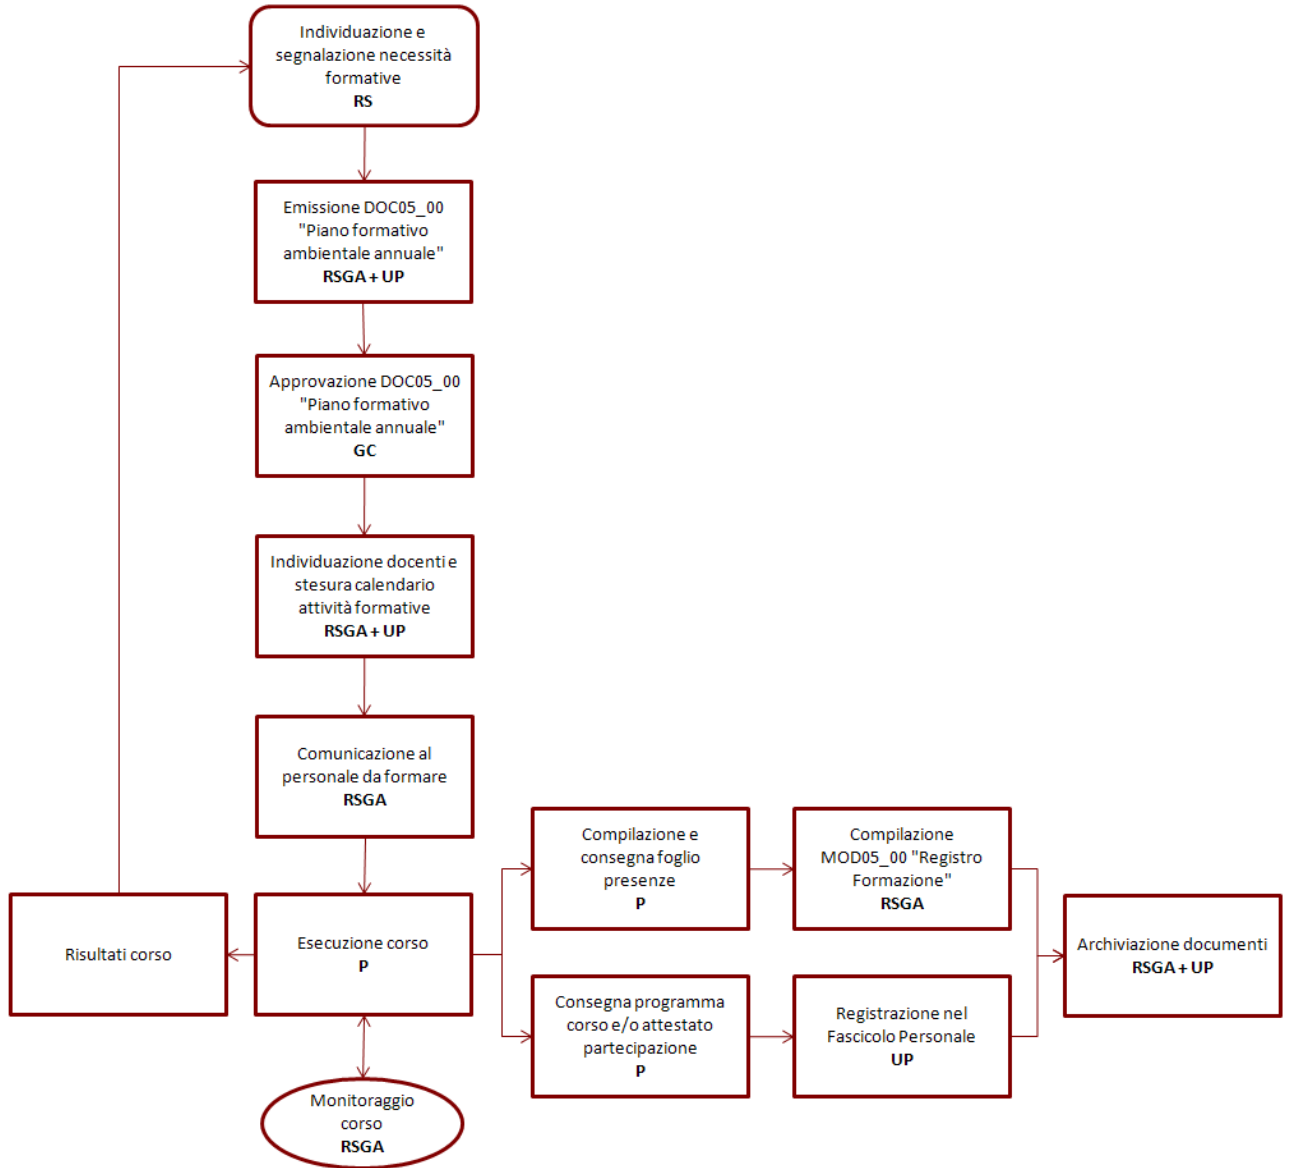 Individuazione e
segnalazione necessità
formative
RS
Emissione DOC05_00
"Piano formativo
ambientale annuale"
RSGA + UP
Approvazione DOC05_00
"Piano formativo
ambientale annuale"
GC
Individuazione docenti e
stesura calendario
attività formative
RSGA + UP
Comunicazione al
personale da formare
RSGA
Risultati corso
Esecuzione corso
P
Compilazione e
consegna foglio
presenze
P
Compilazione
MOD05_00 "Registro
Formazione"
RSGA
Consegna programma
corso e/o attestato
partecipazione
P
Registrazione nel
Fascicolo Personale
UP
Archiviazione documenti
RSGA + UP
Monitoraggio
corso
RSGA